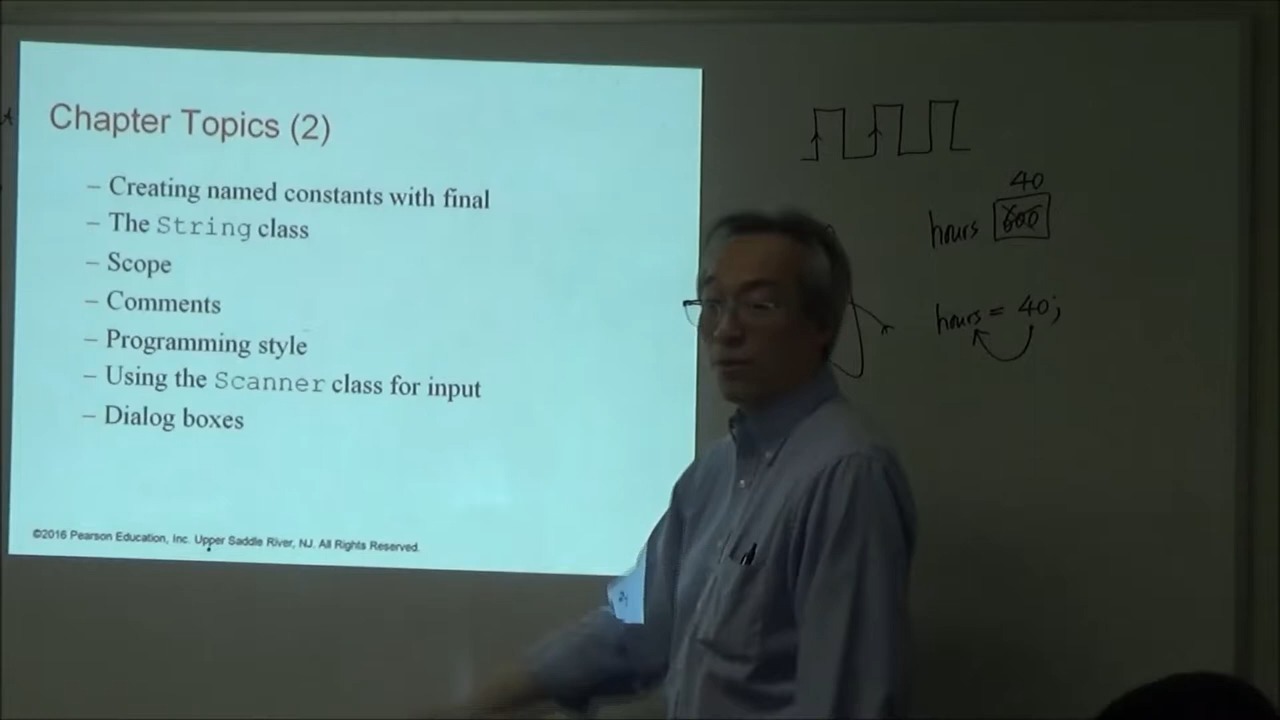 Chapter Topics (2)
– Creating named constants with final
– The String class
– Scope
– Comments
– Programming style
– Using the Scanner class for input
– Dialog boxes
©2016 Pearson Education, Inc. Upper Saddle River, NJ. All Rights Reserved.
40
hours
hours = 40;